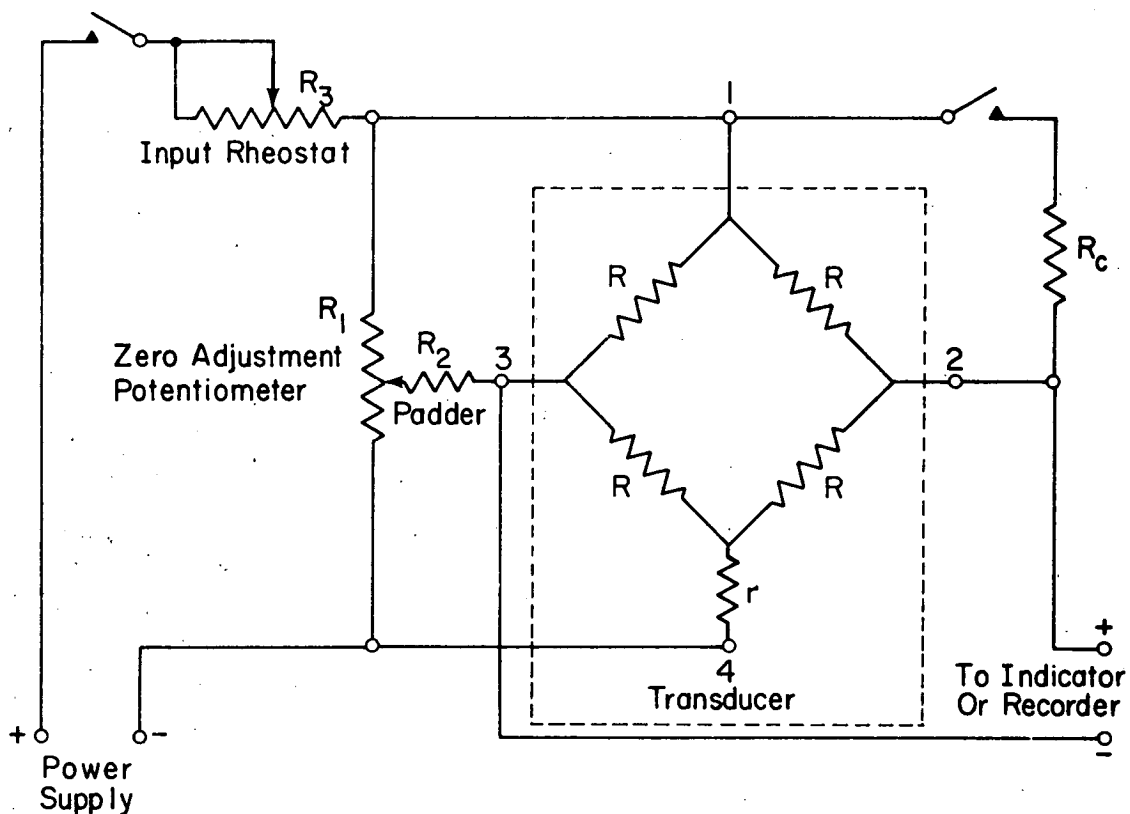 R3
Input Rheostat
1
Rc
R
R
R1
Zero Adjustment
Potentiometer
R2
Padder
3
2
R
R
r
4
Transducer
+
To Indicator
Or Recorder
-
+
-
Power
Supply